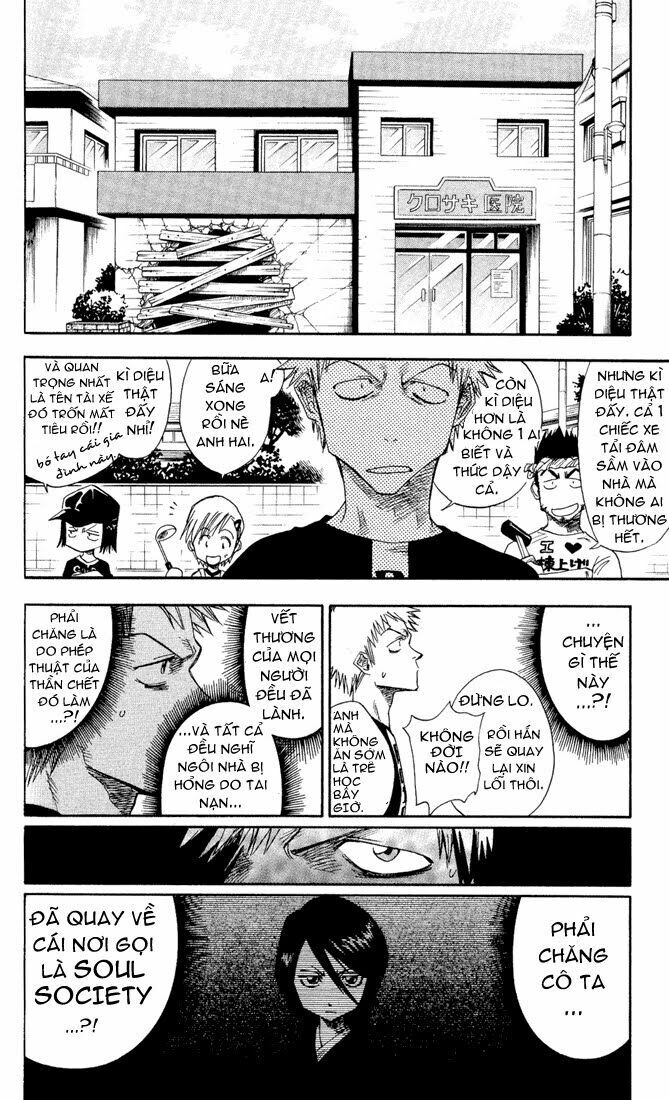 クロサキ医院
NHƯNG KÌ
DIỆU THẬT
ĐẤY. CẢ 1
CHIẾC XE
TẢI ĐÂM
SẦM VÀO
NHÀ MÀ
KHÔNG AI
BỊ THƯƠNG
HẾT.
CÒN
KÌ DIỆU
HƠN LÀ
KHÔNG 1 AI
BIẾT VÀ
THỨC DẬY
CẢ.
A!
BỮA
SÁNG
XONG
RỒI NÈ
ANH HAI.
KÌ DIỆU
THẬT
ĐẤY
NHỈ!
VÀ QUAN
TRỌNG NHẤT
LÀ TÊN TÀI XẾ
ĐÓ TRỐN MẤT
TIÊU RỒI!!
bó tay cái gia
đình này.
工 ♥
棟上げ!
...
CHUYỆN
GÌ THẾ
NÀY
...?!
ĐỪNG LO.
RỒI HẮN
SẼ QUAY
LẠI XIN
LỖI THÔI.
KHÔNG
ĐỜI
NÀO!!
ANH
MÀ
KHÔNG
ĂN SỚM
LÀ TRỄ
HỌC
BÂY
GIỜ.
VẾT
THƯƠNG
CỦA MỌI
NGƯỜI
ĐỀU ĐÃ
LÀNH.
...VÀ TẤT CẢ
ĐỀU NGHĨ
NGÔI NHÀ BỊ
HỎNG DO TAI
NẠN...
PHẢI
CHĂNG LÀ
DO PHÉP
THUẬT CỦA
THẦN CHẾT
ĐÓ LÀM
...?!
PHẢI
CHĂNG
CÔ TA
...
ĐÃ QUAY VỀ
CÁI NƠI GỌI
LÀ SOUL
SOCIETY
...?!